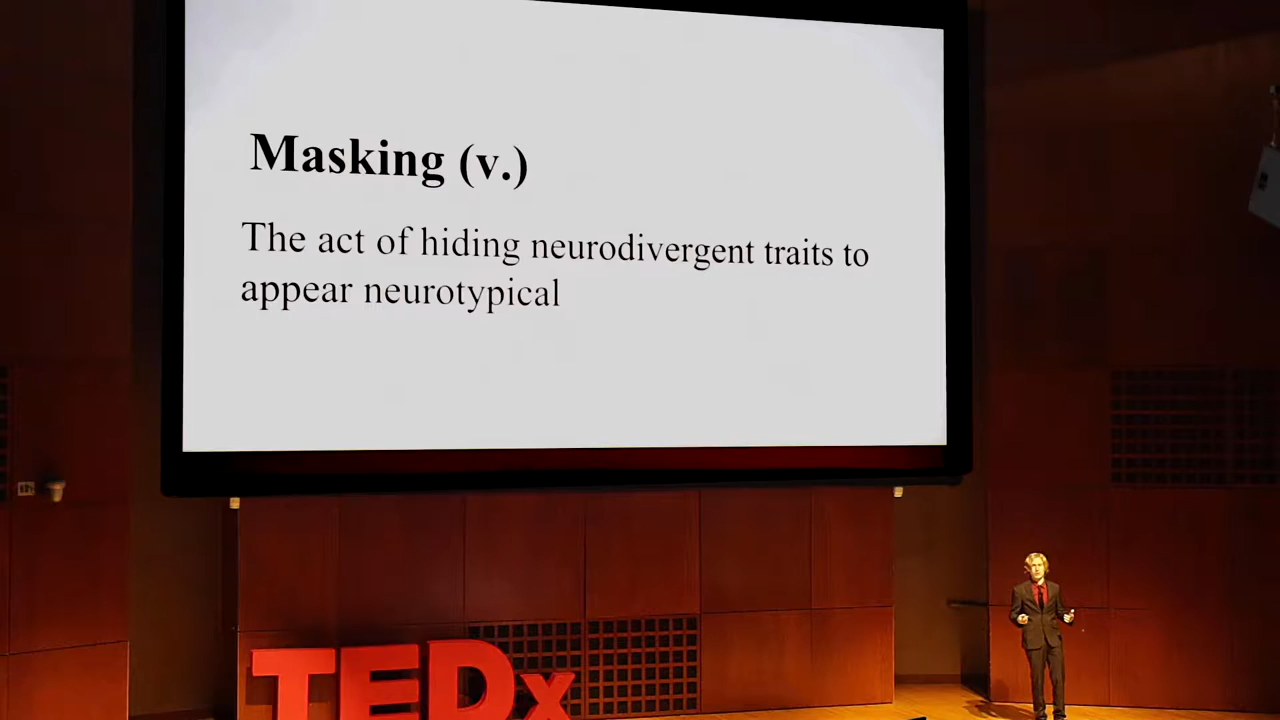 Masking (v.)
The act of hiding neurodivergent traits to
appear neurotypical
TEDx